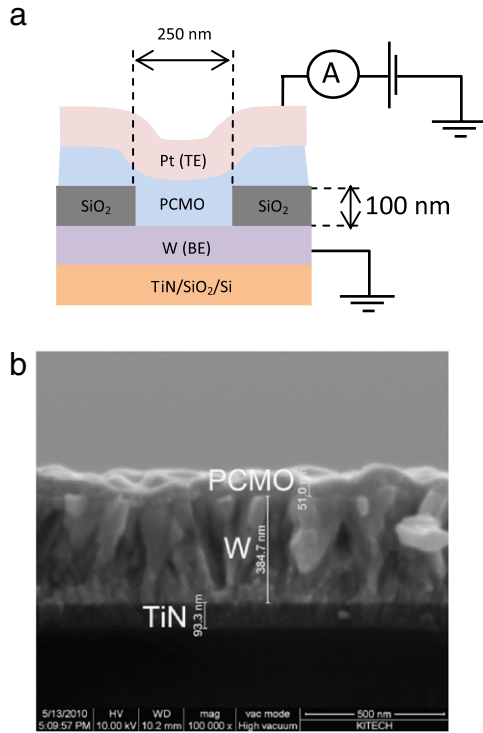 a
250 nm
A
Pt (TE)
SiO2
PCMO
SiO2
100 nm
W (BE)
TiN/SiO2/Si
b
PCMO
51.0 nm
W
384.7 nm
TiN
93.3 nm
5/13/2010 HV WD mag vac mode 500 nm
5:09:57 PM 10.00 kV 10.2 mm 100 000 x High vacuum KITECH